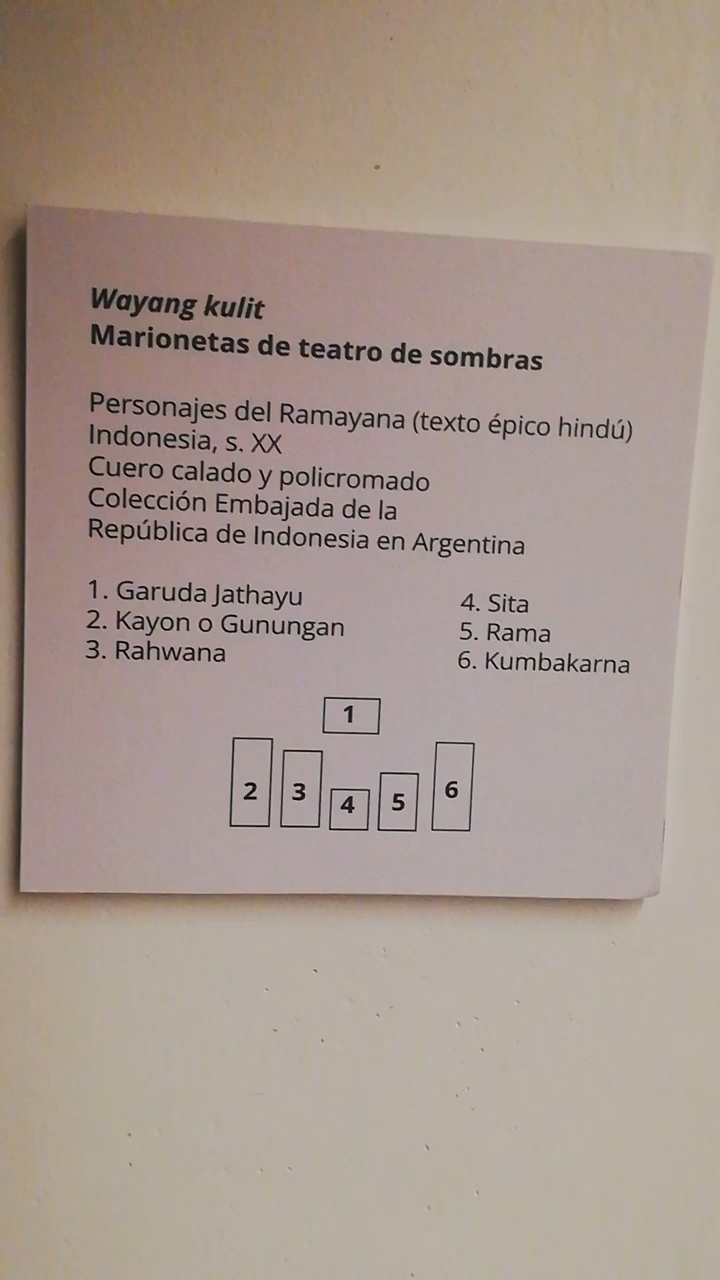 Wayang kulit
Marionetas de teatro de sombras
Personajes del Ramayana (texto épico hindú)
Indonesia, s. XX
Cuero calado y policromado
Colección Embajada de la
República de Indonesia en Argentina
1. Garuda Jathayu
2. Kayon o Gunungan
3. Rahwana
4. Sita
5. Rama
6. Kumbakarna
1
2 3 4 5 6